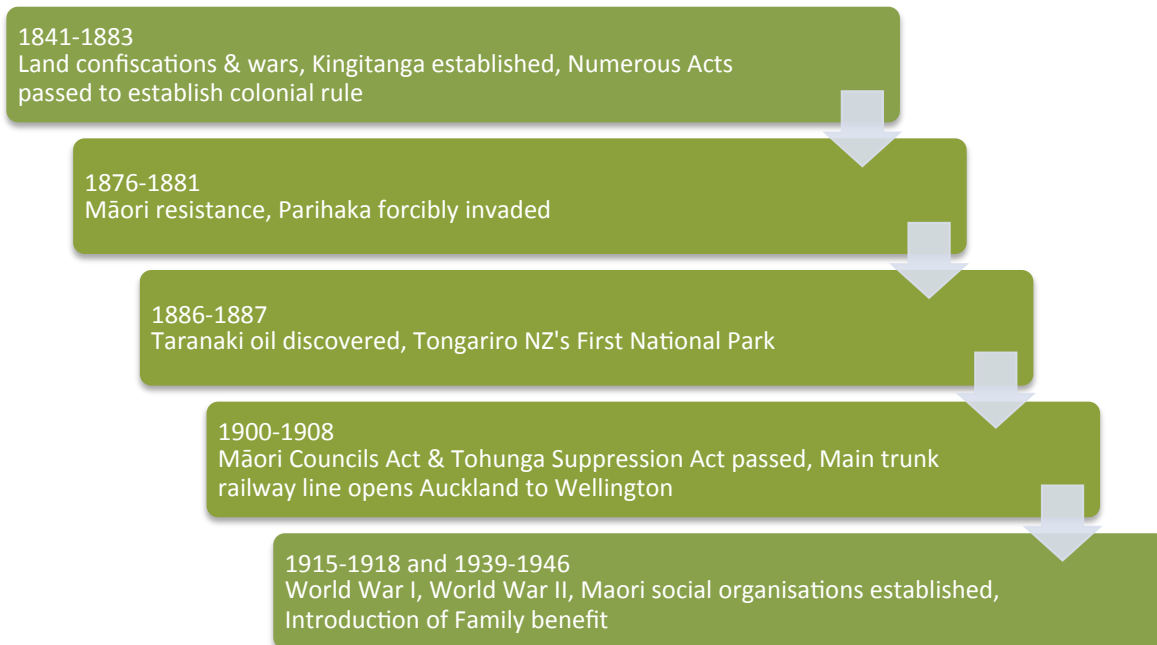 1841-1883
Land confiscations & wars, Kingitanga established, Numerous Acts
passed to establish colonial rule
1876-1881
Māori resistance, Parihaka forcibly invaded
1886-1887
Taranaki oil discovered, Tongariro NZ's First National Park
1900-1908
Māori Councils Act & Tohunga Suppression Act passed, Main trunk
railway line opens Auckland to Wellington
1915-1918 and 1939-1946
World War I, World War II, Maori social organisations established,
Introduction of Family benefit